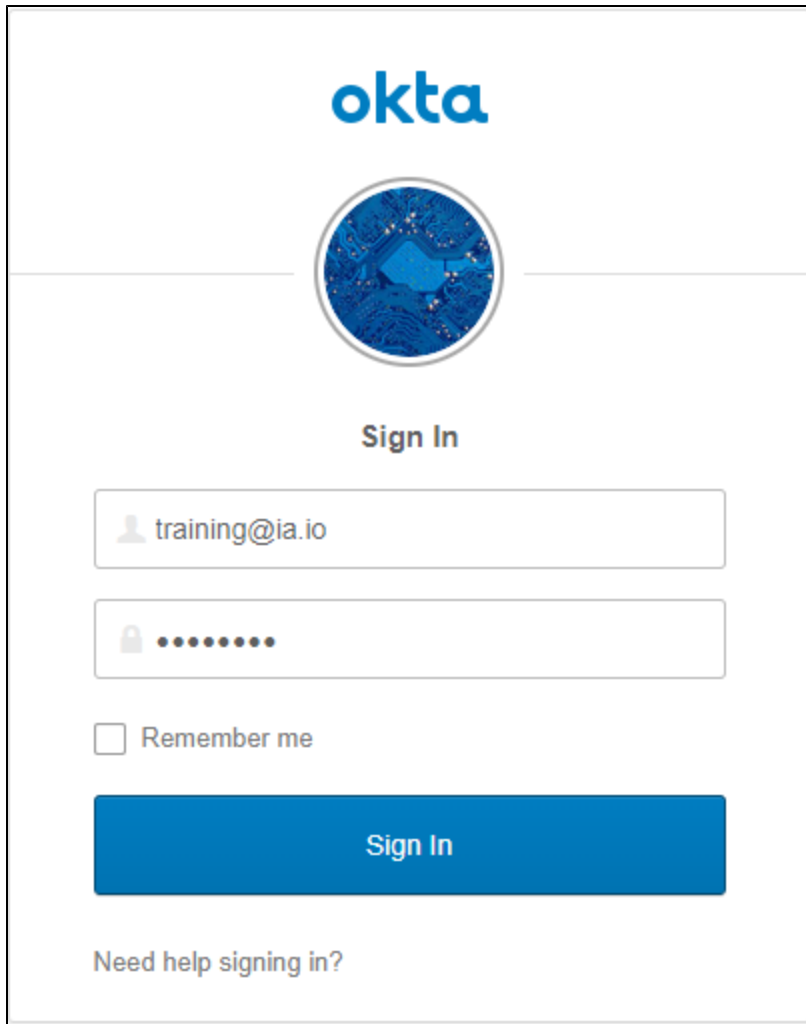 okta
Sign In
training@ia.io
••••••••
Remember me
Sign In
Need help signing in?